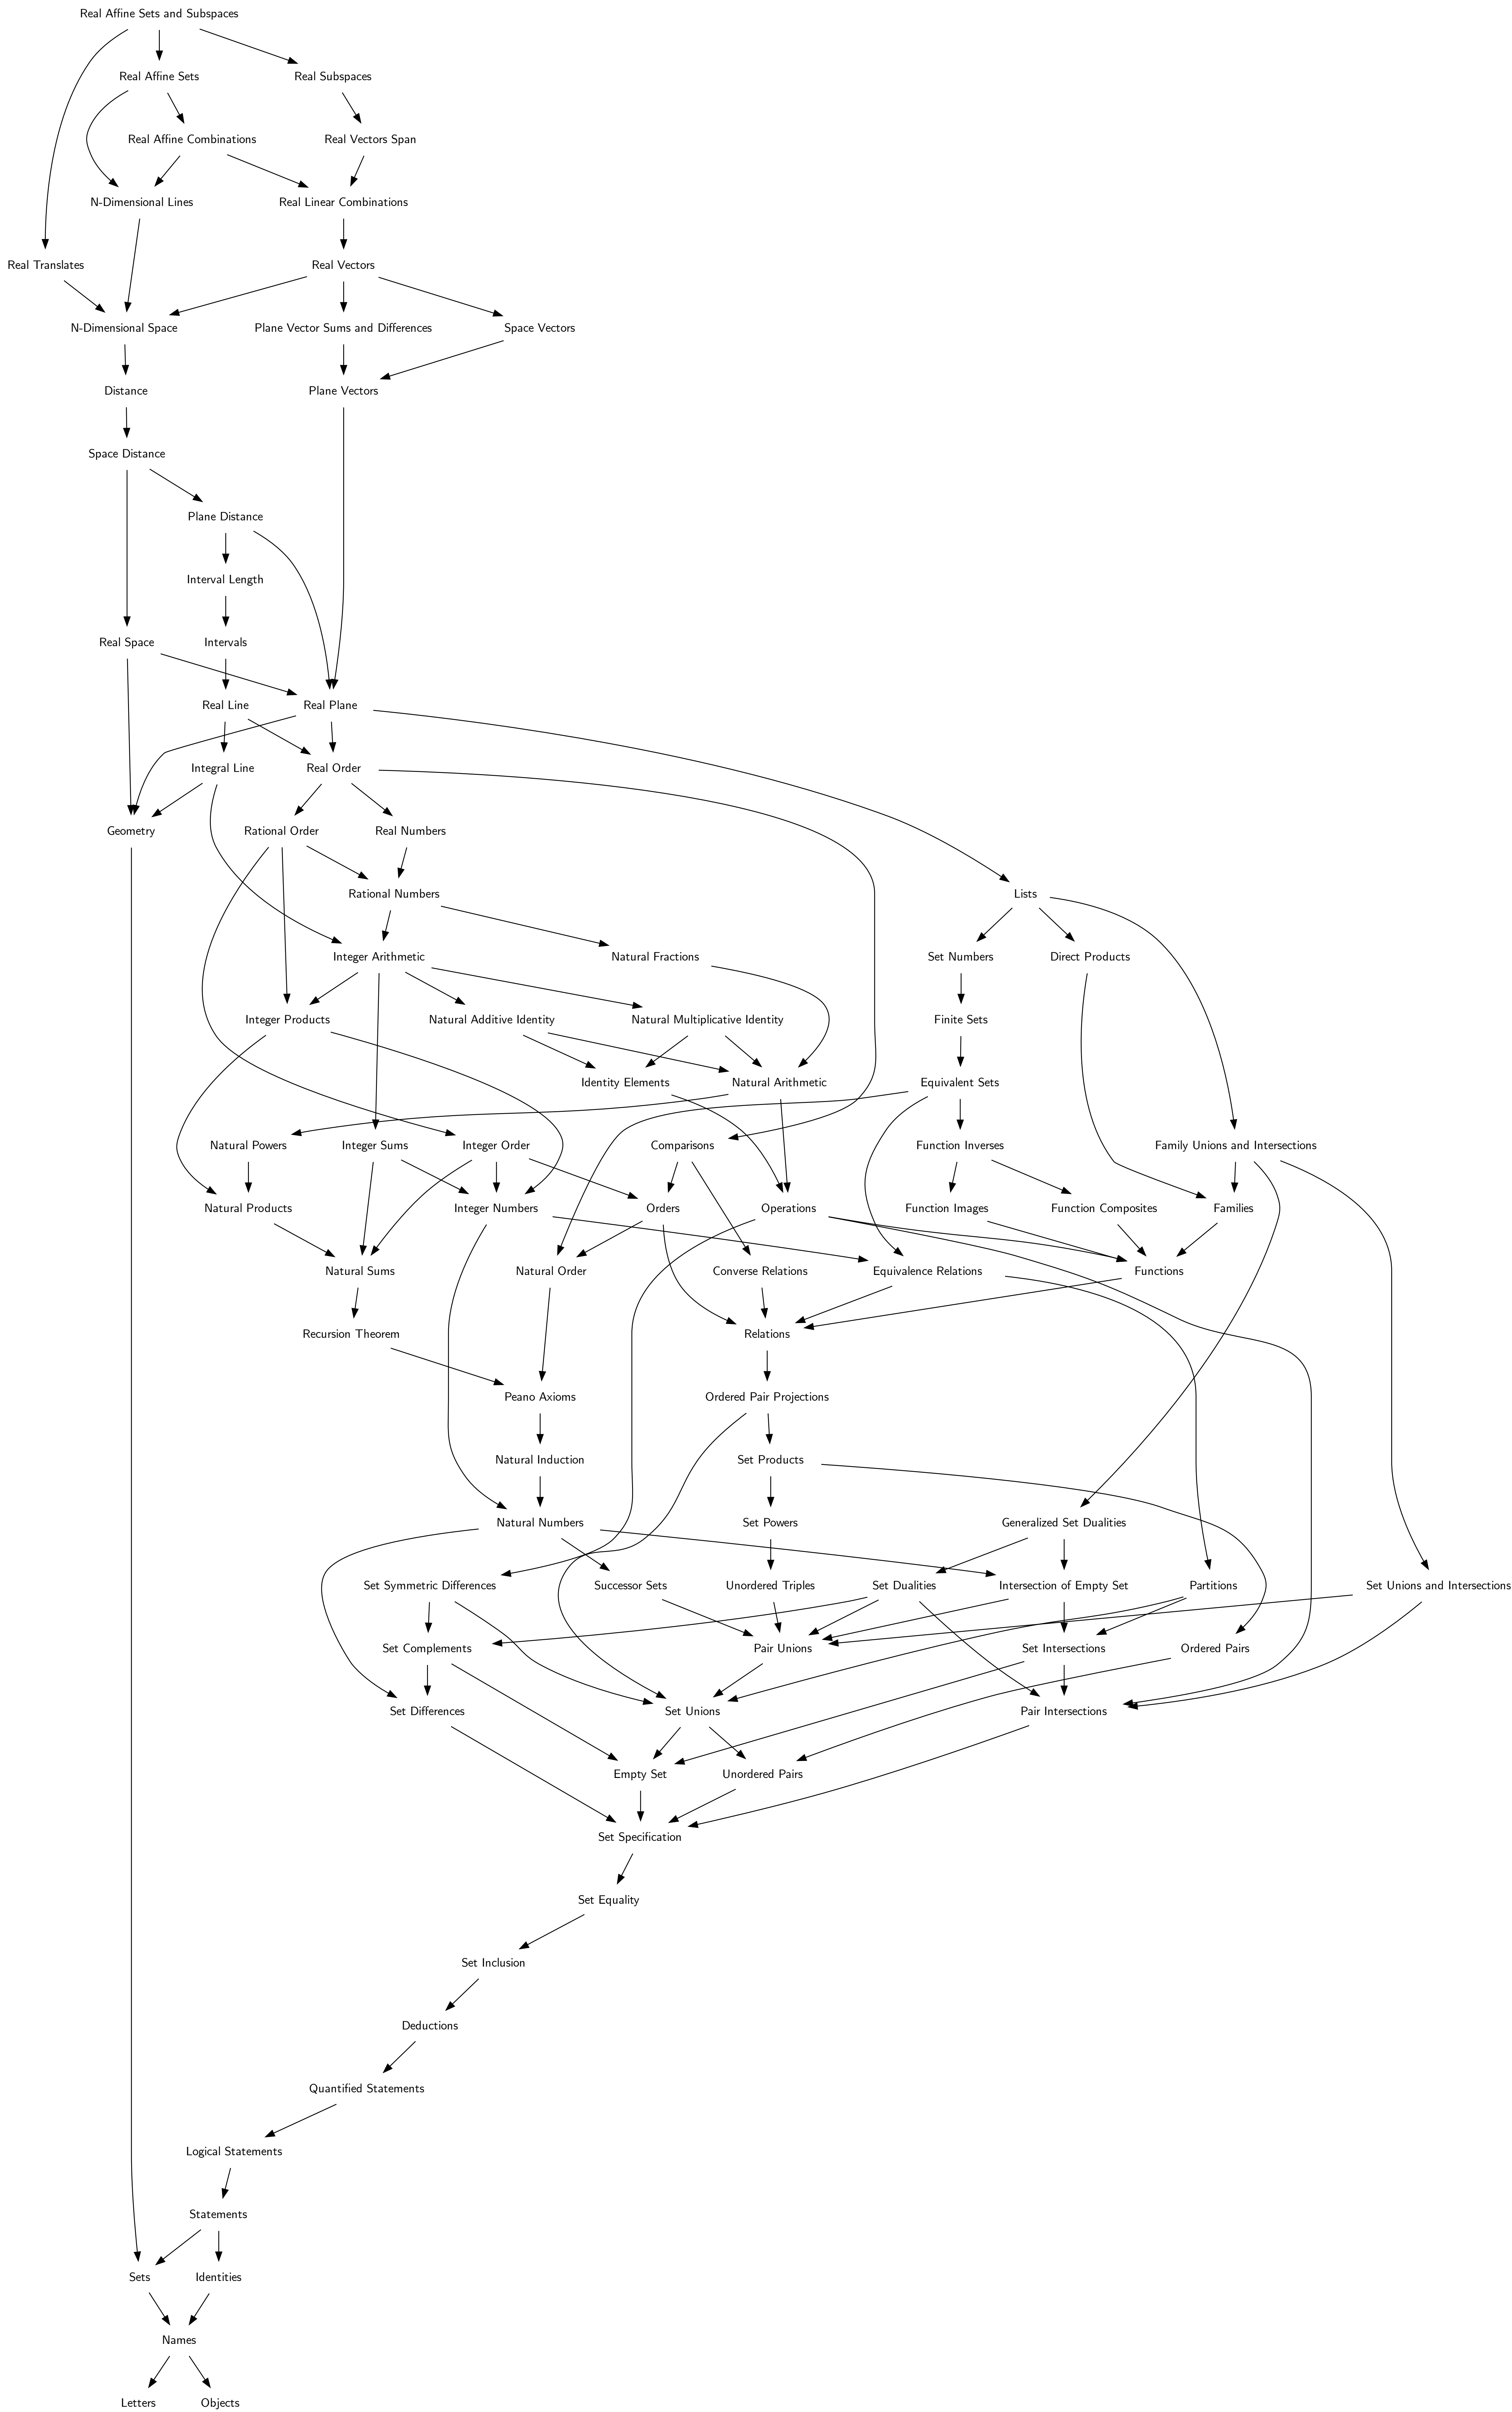 Real Affine Sets and Subspaces
Real Affine Sets
Real Subspaces
Real Affine Combinations
Real Vectors Span
N-Dimensional Lines
Real Linear Combinations
Real Translates
Real Vectors
N-Dimensional Space
Plane Vector Sums and Differences
Space Vectors
Distance
Plane Vectors
Space Distance
Plane Distance
Interval Length
Real Space
Intervals
Real Line
Real Plane
Integral Line
Real Order
Geometry
Rational Order
Real Numbers
Rational Numbers
Lists
Integer Arithmetic
Natural Fractions
Set Numbers
Direct Products
Integer Products
Natural Additive Identity
Natural Multiplicative Identity
Finite Sets
Identity Elements
Natural Arithmetic
Equivalent Sets
Natural Powers
Integer Sums
Integer Order
Comparisons
Function Inverses
Family Unions and Intersections
Natural Products
Integer Numbers
Orders
Operations
Function Images
Function Composites
Families
Natural Sums
Natural Order
Converse Relations
Equivalence Relations
Functions
Recursion Theorem
Relations
Peano Axioms
Ordered Pair Projections
Natural Induction
Set Products
Natural Numbers
Set Powers
Generalized Set Dualities
Set Symmetric Differences
Successor Sets
Unordered Triples
Set Dualities
Intersection of Empty Set
Partitions
Set Unions and Intersections
Set Complements
Pair Unions
Set Intersections
Ordered Pairs
Set Differences
Set Unions
Pair Intersections
Empty Set
Unordered Pairs
Set Specification
Set Equality
Set Inclusion
Deductions
Quantified Statements
Logical Statements
Statements
Sets
Identities
Names
Letters
Objects